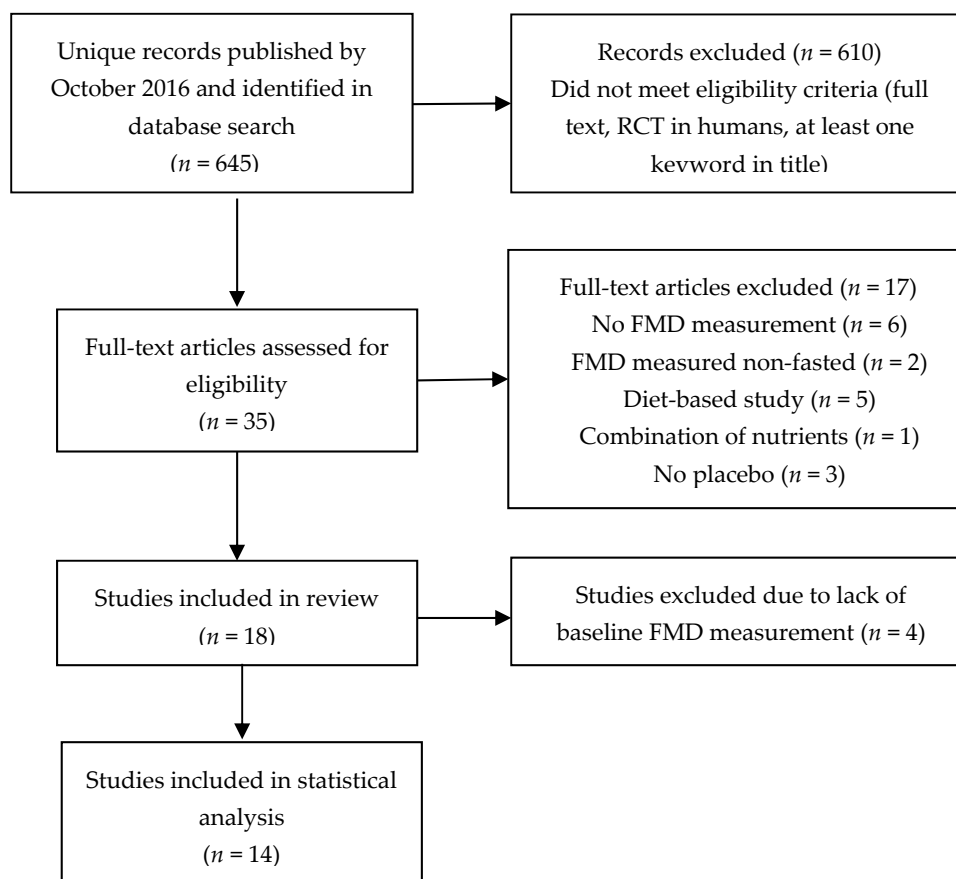 Unique records published by
October 2016 and identified in
database search
(n = 645)
Records excluded (n = 610)
Did not meet eligibility criteria (full
text, RCT in humans, at least one
keyword in title)
Full-text articles assessed for
eligibility
(n = 35)
Full-text articles excluded (n = 17)
No FMD measurement (n = 6)
FMD measured non-fasted (n = 2)
Diet-based study (n = 5)
Combination of nutrients (n = 1)
No placebo (n = 3)
Studies included in review
(n = 18)
Studies excluded due to lack of
baseline FMD measurement (n = 4)
Studies included in statistical
analysis
(n = 14)